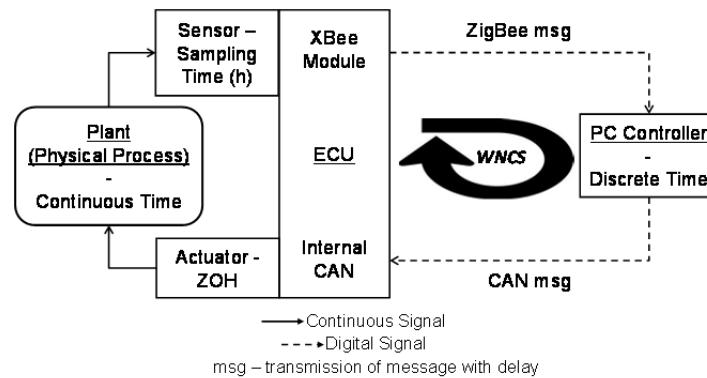 Sensor –
Sampling
Time (h)
XBee
Module
ZigBee msg
Plant
(Physical Process)
-
Continuous Time
ECU
WNCS
PC Controller
-
Discrete Time
Actuator -
ZOH
Internal
CAN
CAN msg
Continuous Signal
Digital Signal
msg – transmission of message with delay